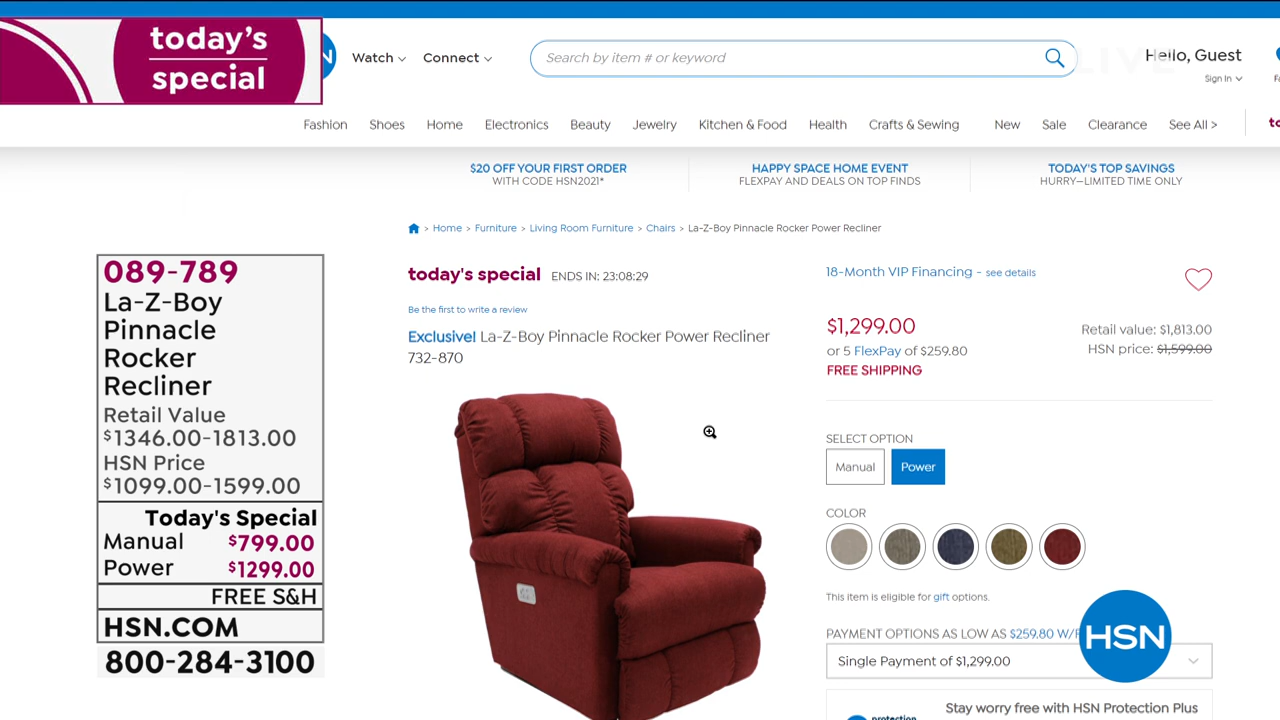 today's
special
N
Watch
Connect
Search by item # or keyword
LIVE
Hello, Guest
Sign In
Fashion
Shoes
Home
Electronics
Beauty
Jewelry
Kitchen & Food
Health
Crafts & Sewing
New
Sale
Clearance
See All >
$20 OFF YOUR FIRST ORDER
WITH CODE HSN2021*
HAPPY SPACE HOME EVENT
FLEXPAY AND DEALS ON TOP FINDS
TODAY'S TOP SAVINGS
HURRY—LIMITED TIME ONLY
> Home > Furniture > Living Room Furniture > Chairs > La-Z-Boy Pinnacle Rocker Power Recliner
089-789
La-Z-Boy
Pinnacle
Rocker
Recliner
Retail Value
$1346.00-1813.00
HSN Price
$1099.00-1599.00
Today's Special
Manual $799.00
Power $1299.00
FREE S&H
HSN.COM
800-284-3100
today's special ENDS IN: 23:08:29
Be the first to write a review
Exclusive! La-Z-Boy Pinnacle Rocker Power Recliner
732-870
18-Month VIP Financing - see details
$1,299.00
or 5 FlexPay of $259.80
FREE SHIPPING
Retail value: $1,813.00
HSN price: $1,599.00
SELECT OPTION
Manual
Power
COLOR
This item is eligible for gift options.
PAYMENT OPTIONS AS LOW AS $259.80 W/F
Single Payment of $1,299.00
HSN
Stay worry free with HSN Protection Plus
protection